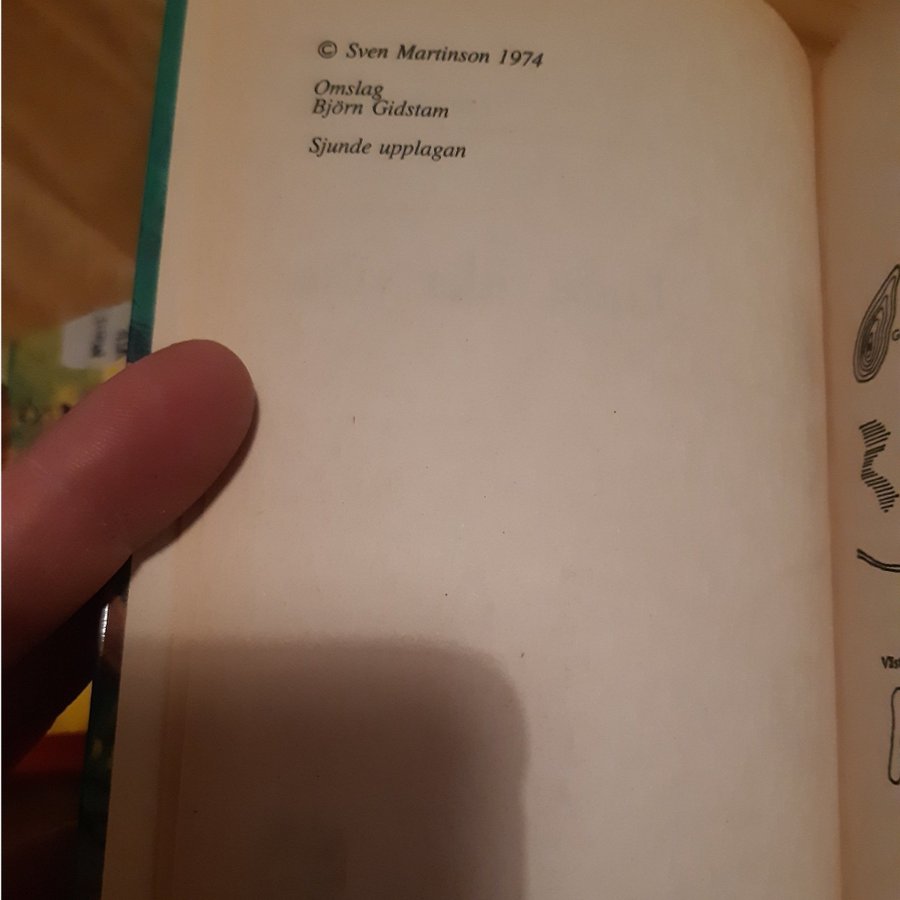 © Sven Martinson 1974
Omslag
Björn Gidstam
Sjunde upplagan